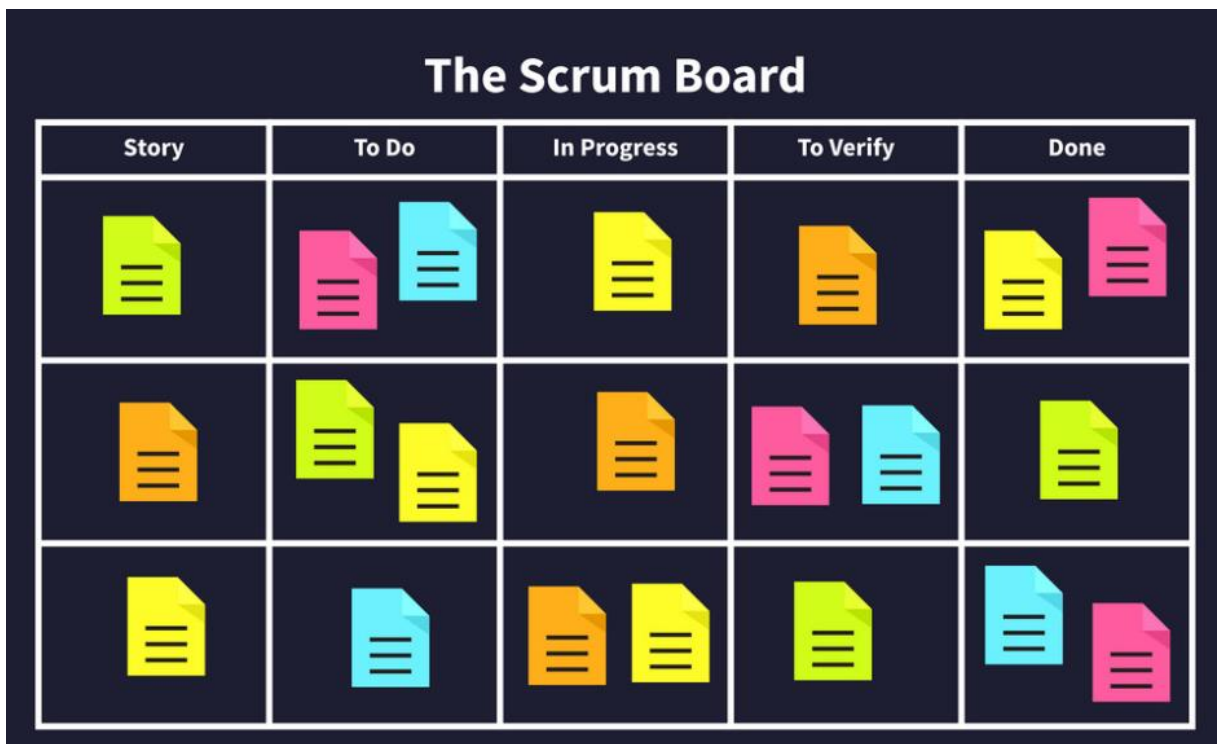 The Scrum Board
Story
To Do
In Progress
To Verify
Done